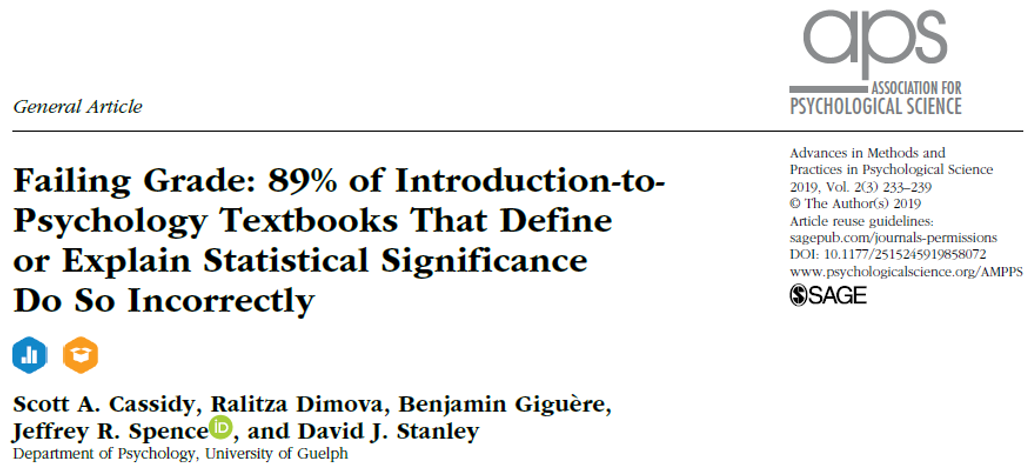 aps
ASSOCIATION FOR
PSYCHOLOGICAL SCIENCE
General Article
Failing Grade: 89% of Introduction-to-
Psychology Textbooks That Define
or Explain Statistical Significance
Do So Incorrectly
Scott A. Cassidy, Ralitza Dimova, Benjamin Giguère,
Jeffrey R. Spence iD, and David J. Stanley
Department of Psychology, University of Guelph
Advances in Methods and
Practices in Psychological Science
2019, Vol. 2(3) 233–239
© The Author(s) 2019
Article reuse guidelines:
sagepub.com/journals-permissions
DOI: 10.1177/2515245919858072
www.psychologicalscience.org/AMPPS
SAGE